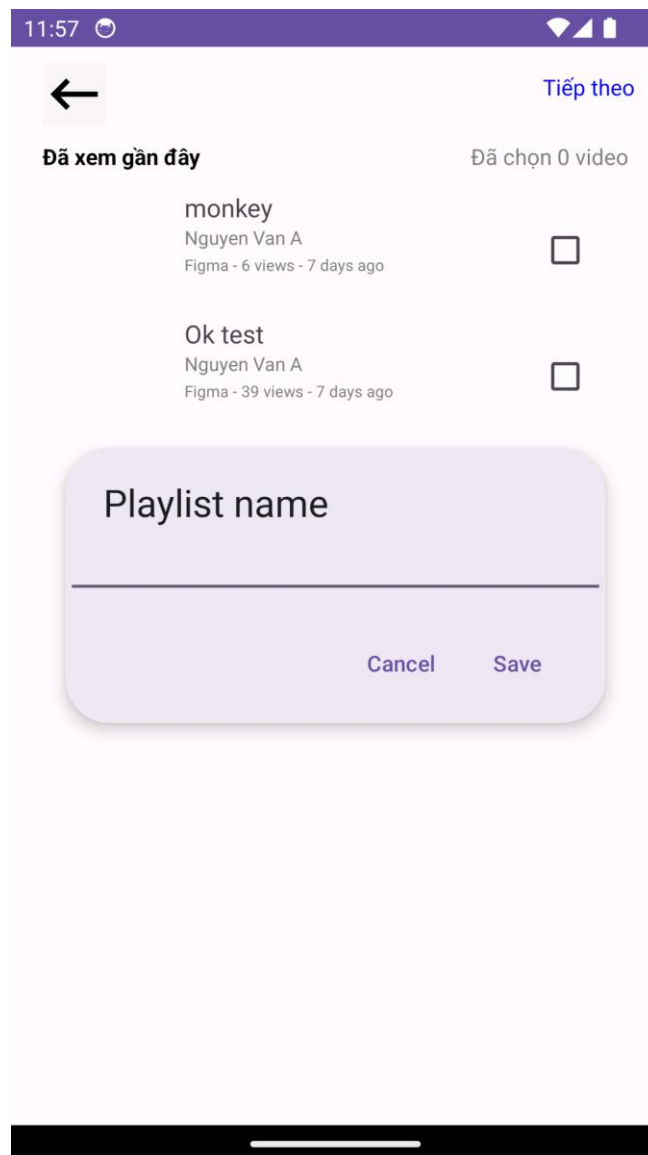 11:57
Tiếp theo
Đã xem gần đây
Đã chọn 0 video
monkey
Nguyen Van A
Figma - 6 views - 7 days ago
Ok test
Nguyen Van A
Figma - 39 views - 7 days ago
Playlist name
Cancel
Save